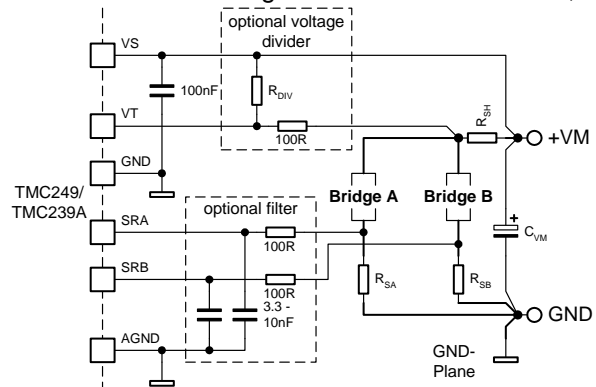 optional voltage
divider
VS
100nF
R_DIV
VT
100R
R_SH
+VM
GND
TMC249/
TMC239A
optional filter
Bridge A
Bridge B
C_VM
+
SRA
100R
SRB
100R
R_SA
R_SB
3.3 -
10nF
GND
AGND
GND-
Plane